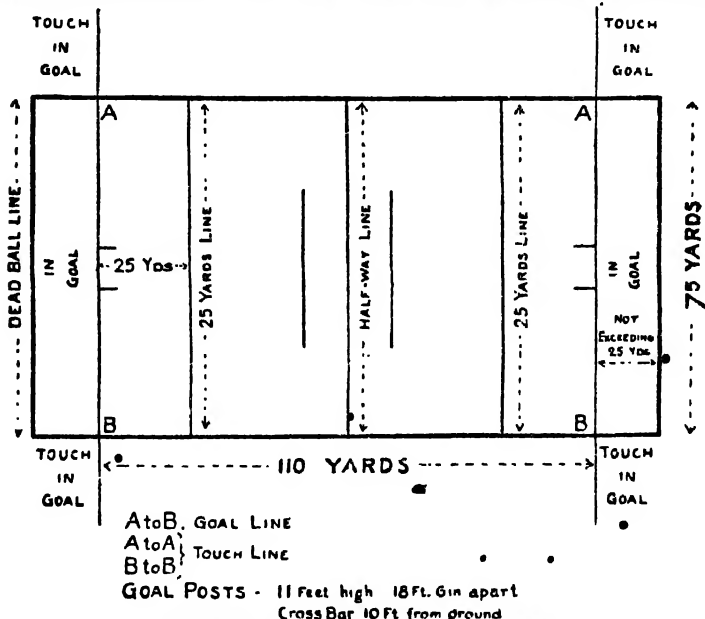 TOUCH
IN
GOAL
TOUCH
IN
GOAL
A
A
DEAD BALL LINE
IN
GOAL
25 YDS
25 YARDS LINE
HALF-WAY LINE
25 YARDS LINE
IN
GOAL
75 YARDS
NOT
EXCEEDING
25 YDS
B
B
TOUCH
IN
GOAL
110 YARDS
TOUCH
IN
GOAL
A to B. GOAL LINE
A to A } TOUCH LINE
B to B
GOAL POSTS - 11 Feet high 18 Ft. 6in apart
Cross Bar 10 Ft from ground